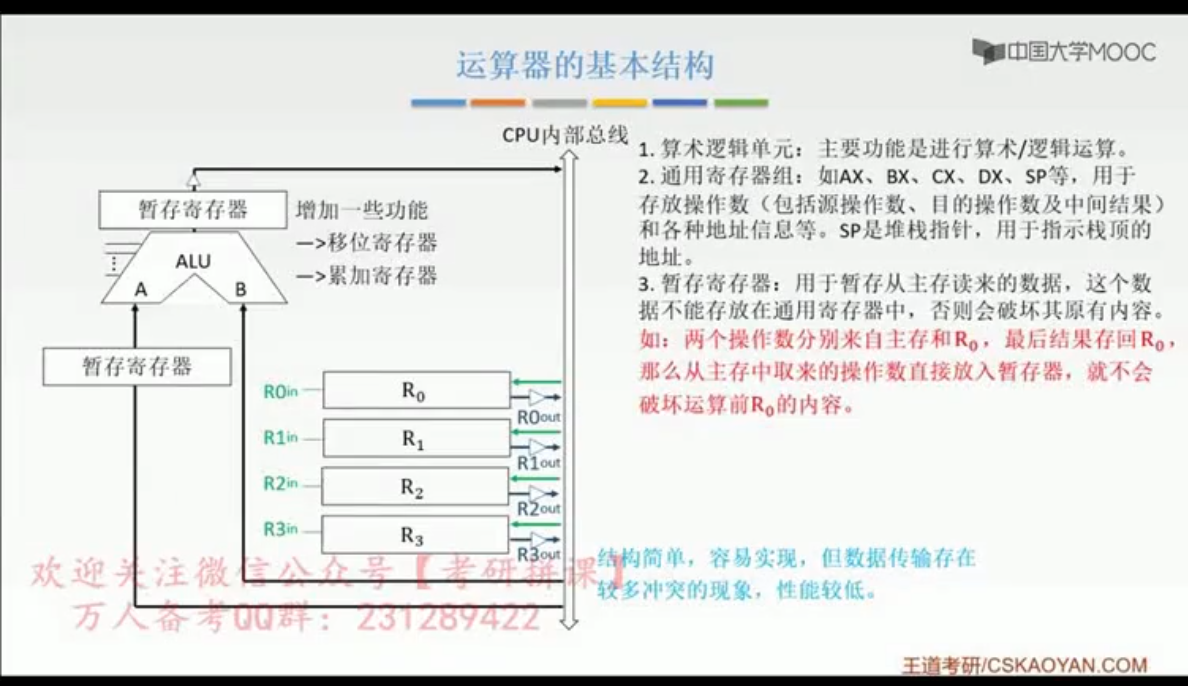 中国大学MOOC
运算器的基本结构
CPU内部总线
暂存寄存器
增加一些功能
—>移位寄存器
—>累加寄存器
ALU
A
B
暂存寄存器
R0in
R₀
R0out
R1in
R₁
R1out
R2in
R₂
R2out
R3in
R₃
R3out
1. 算术逻辑单元：主要功能是进行算术/逻辑运算。
2. 通用寄存器组：如AX、BX、CX、DX、SP等，用于
存放操作数（包括源操作数、目的操作数及中间结果）
和各种地址信息等。SP是堆栈指针，用于指示栈顶的
地址。
3. 暂存寄存器：用于暂存从主存读来的数据，这个数
据不能存放在通用寄存器中，否则会破坏其原有内容。
如：两个操作数分别来自主存和R₀，最后结果存回R₀，
那么从主存中取来的操作数直接放入暂存器，就不会
破坏运算前R₀的内容。
结构简单，容易实现，但数据传输存在
较多冲突的现象，性能较低。
欢迎关注微信公众号【考研拼课】
万人备考QQ群：231289422
王道考研/CSKAOYAN.COM